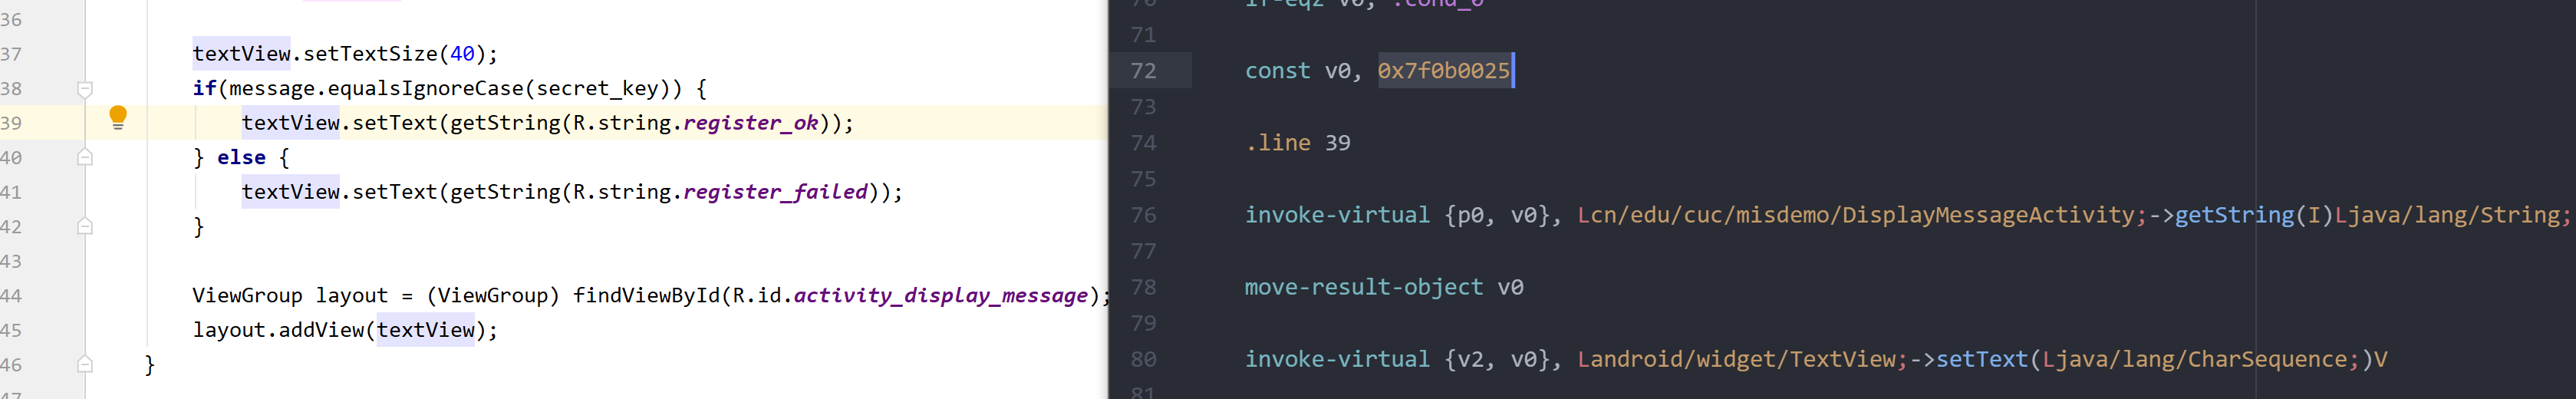 36
37 textView.setTextSize(40);
38 if(message.equalsIgnoreCase(secret_key)) {
39 textView.setText(getString(R.string.register_ok));
40 } else {
41 textView.setText(getString(R.string.register_failed));
42 }
43
44 ViewGroup layout = (ViewGroup) findViewById(R.id.activity_display_message);
45 layout.addView(textView);
46 }
47
70 if-eqz v0, :cond_0
71
72 const v0, 0x7f0b0025
73
74 .line 39
75
76 invoke-virtual {p0, v0}, Lcn/edu/cuc/misdemo/DisplayMessageActivity;->getString(I)Ljava/lang/String;
77
78 move-result-object v0
79
80 invoke-virtual {v2, v0}, Landroid/widget/TextView;->setText(Ljava/lang/CharSequence;)V
81